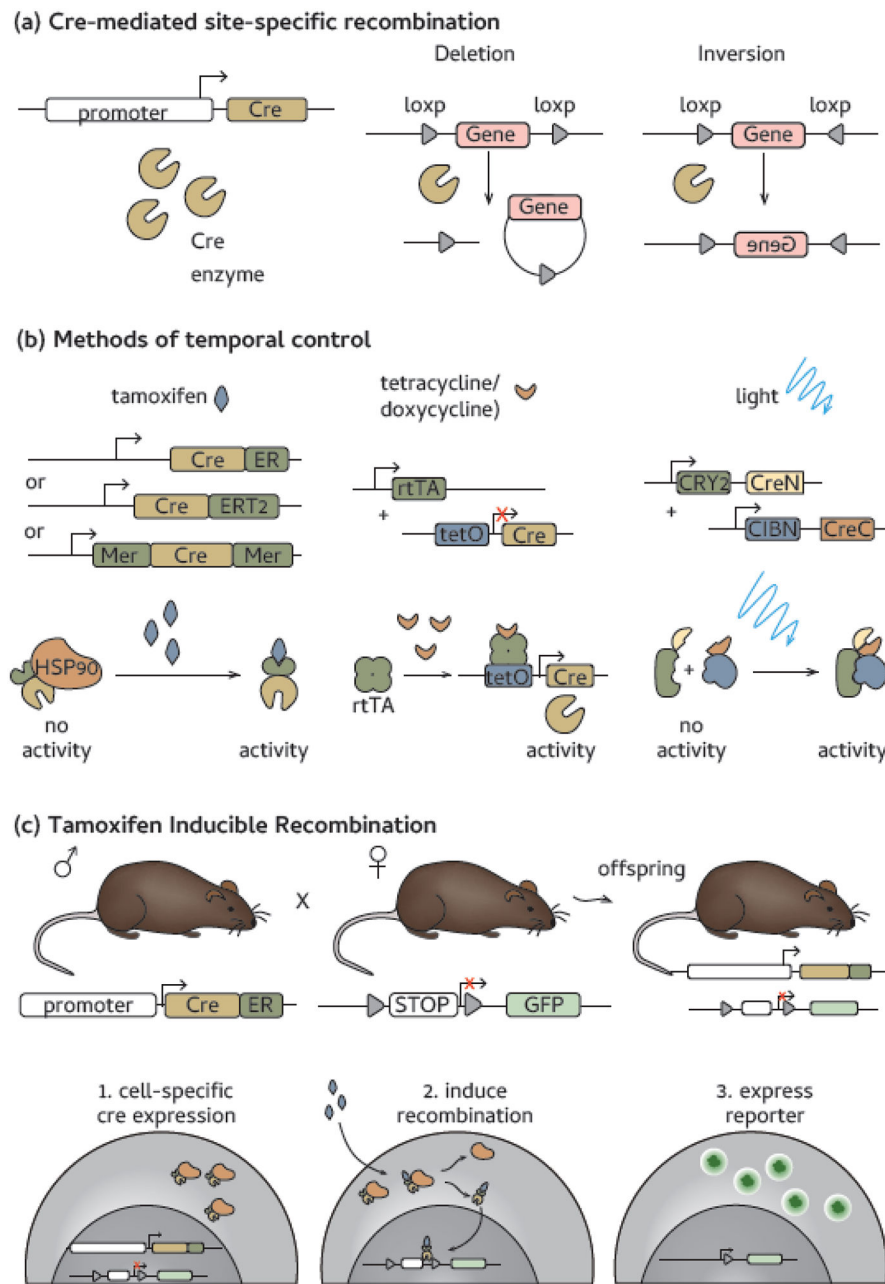 (a) Cre-mediated site-specific recombination
Deletion
Inversion
promoter
Cre
loxp
loxp
Gene
loxp
loxp
Gene
Cre
enzyme
Gene
Gene
(b) Methods of temporal control
tamoxifen
tetracycline/
doxycycline)
light
Cre ER
or
Cre ERT2
or
Mer Cre Mer
rtTA
+
tetO Cre
CRY2 CreN
+
CIBN CreC
HSP90
no
activity
activity
rtTA
tetO Cre
activity
+
no
activity
activity
(c) Tamoxifen Inducible Recombination
♂
X
♀
offspring
promoter Cre ER
STOP GFP
1. cell-specific
cre expression
2. induce
recombination
3. express
reporter